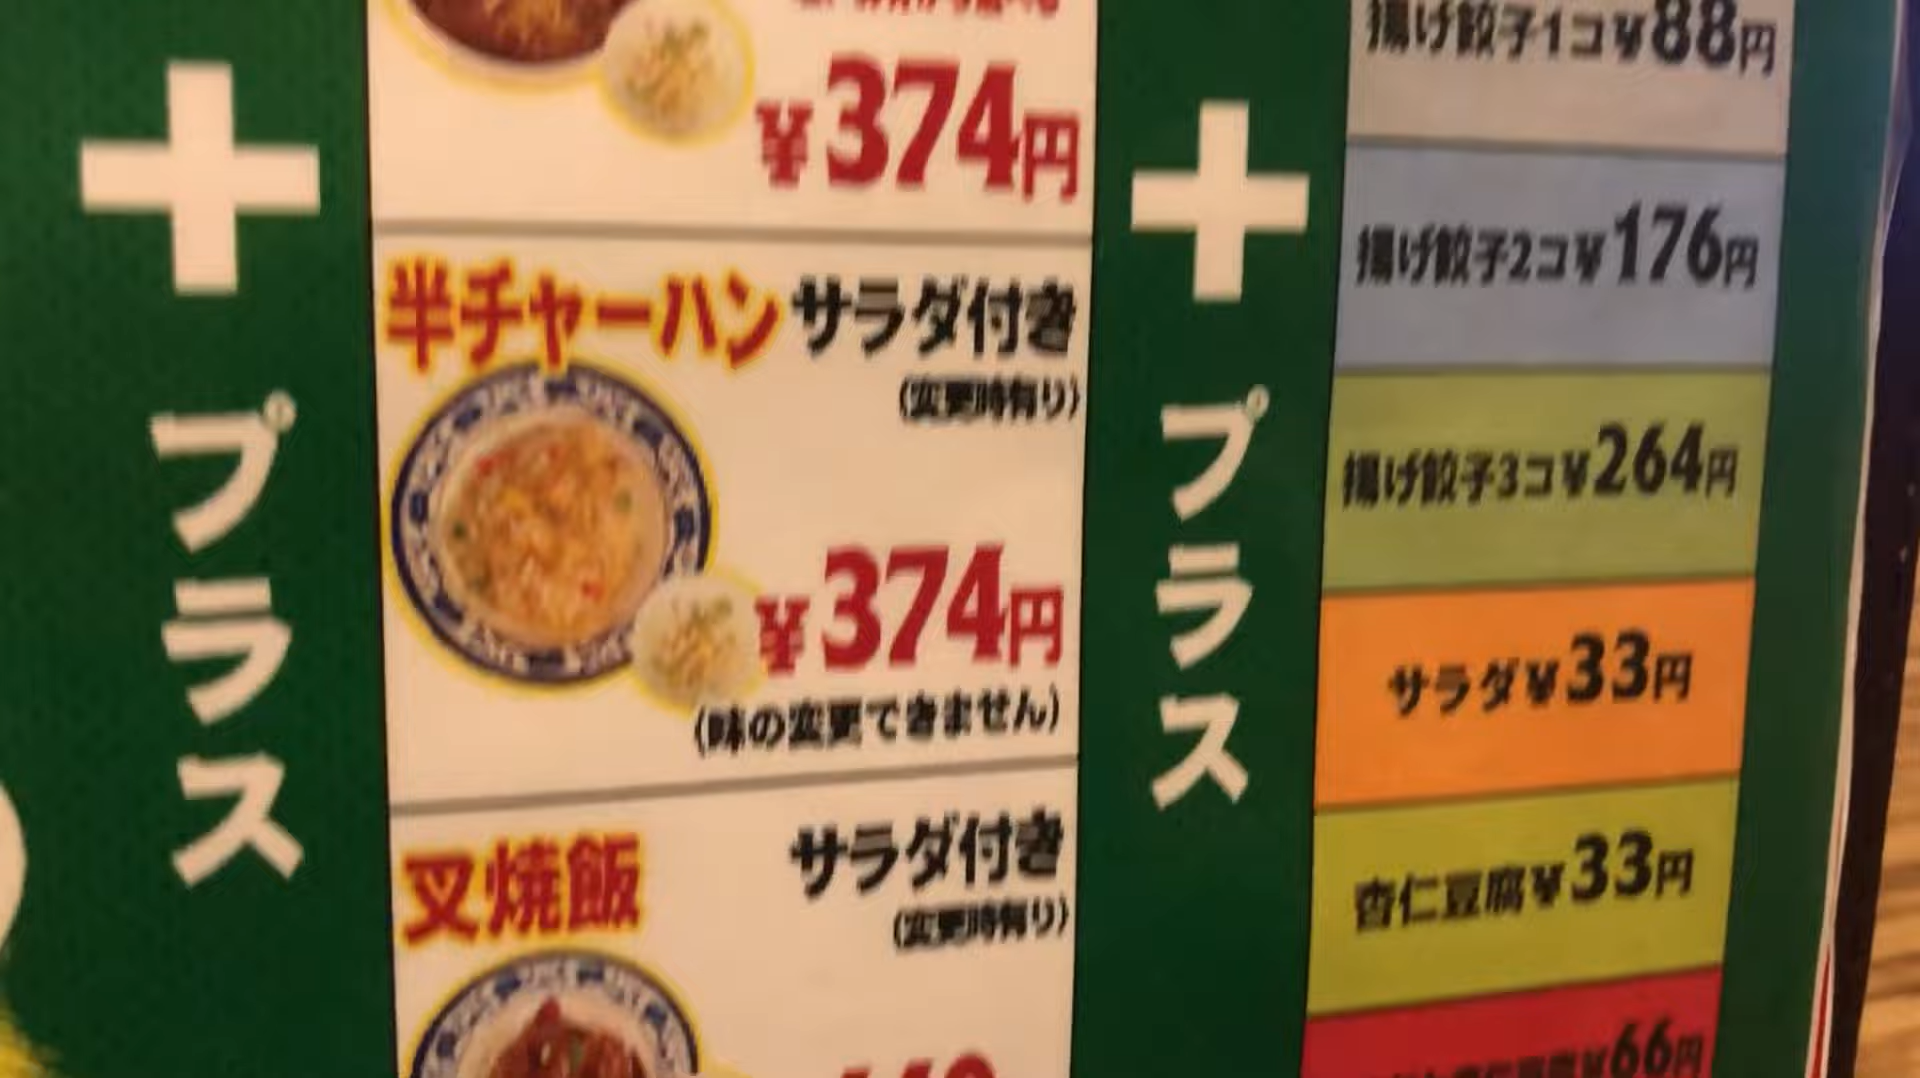 ¥374円
半チャーハン サラダ付き
(変更時有り)
¥374円
(味の変更できません)
叉焼飯 サラダ付き
(変更時有り)
プラス
プラス
揚げ餃子1コ¥88円
揚げ餃子2コ¥176円
揚げ餃子3コ¥264円
サラダ¥33円
杏仁豆腐¥33円
¥66円